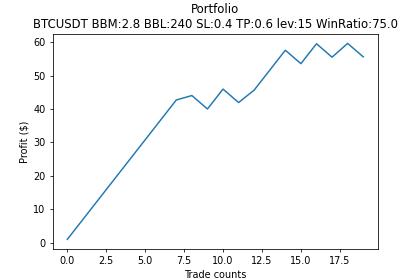 Portfolio
BTCUSDT BBM:2.8 BBL:240 SL:0.4 TP:0.6 lev:15 WinRatio:75.0
60
50
40
30
20
10
0
Profit ($)
0.0 2.5 5.0 7.5 10.0 12.5 15.0 17.5
Trade counts